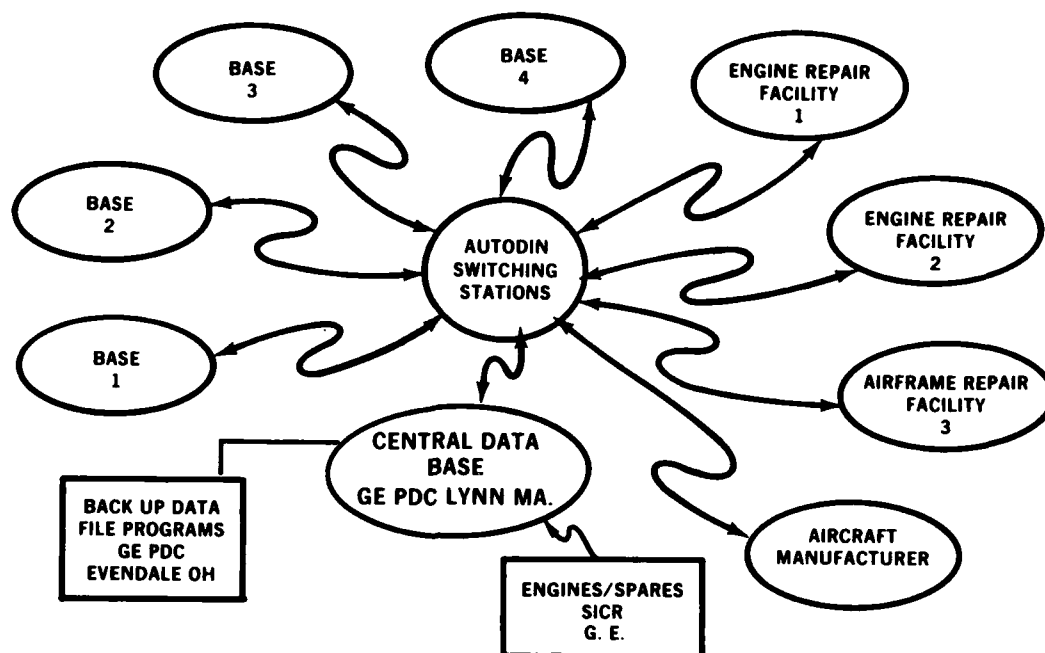 BASE
3
BASE
4
ENGINE REPAIR
FACILITY
1
BASE
2
AUTODIN
SWITCHING
STATIONS
ENGINE REPAIR
FACILITY
2
BASE
1
AIRFRAME REPAIR
FACILITY
3
CENTRAL DATA
BASE
GE PDC LYNN MA.
BACK UP DATA
FILE PROGRAMS
GE PDC
EVENDALE OH
AIRCRAFT
MANUFACTURER
ENGINES/SPARES
SICR
G. E.